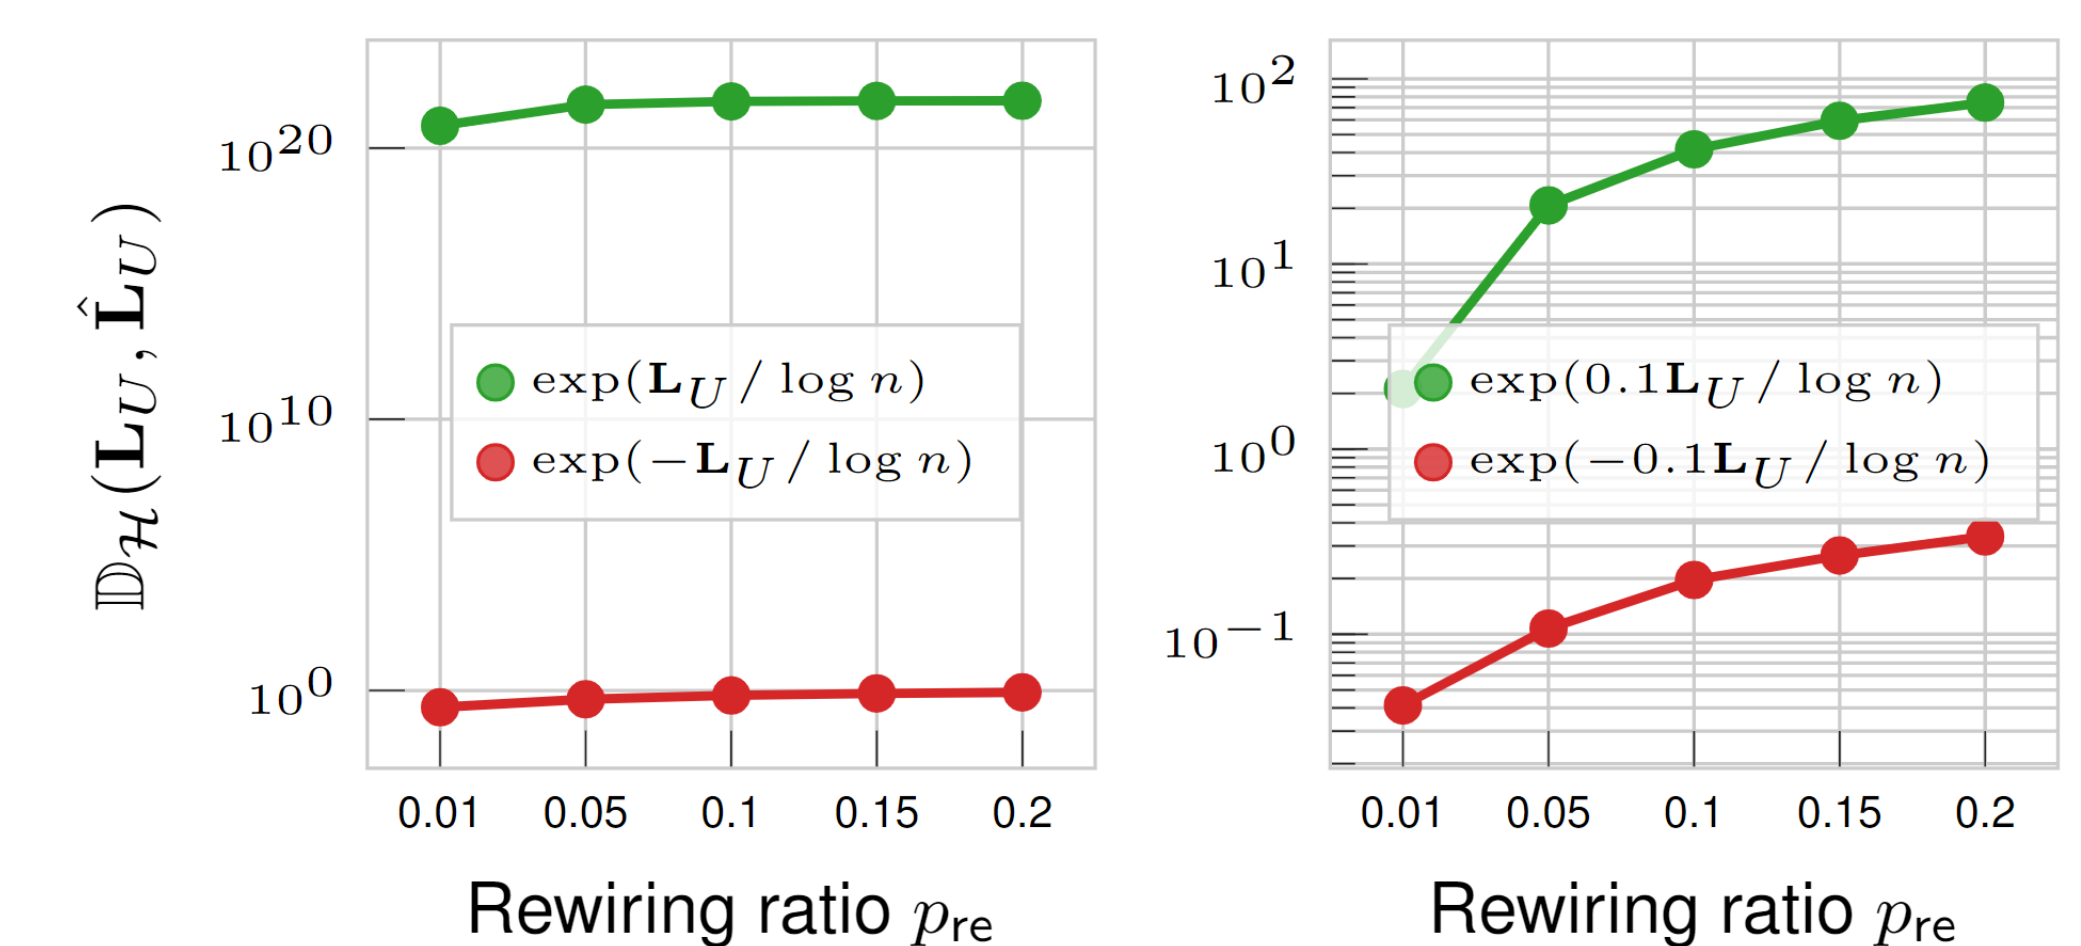 𝔻_ℋ(𝐋_U, 𝐋̂_U)
10^20
10^10
10^0
exp(𝐋_U / log n)
exp(−𝐋_U / log n)
0.01 0.05 0.1 0.15 0.2
Rewiring ratio p_re
10^2
10^1
10^0
10^−1
exp(0.1𝐋_U / log n)
exp(−0.1𝐋_U / log n)
0.01 0.05 0.1 0.15 0.2
Rewiring ratio p_re